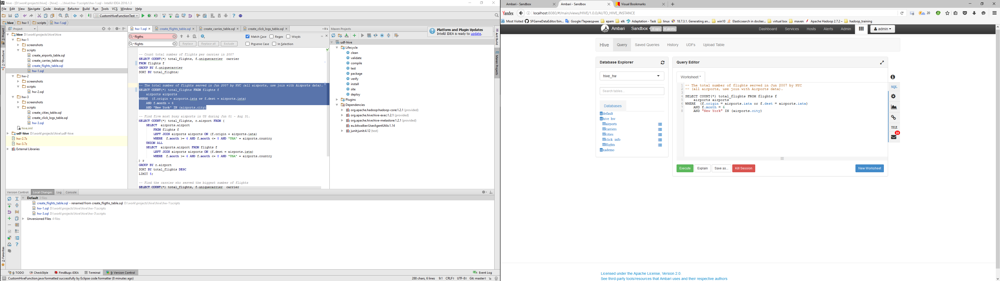 hive - [D:\work\projects\hive] - [hive] - ...\hive\hw-1\scripts\hw-1.sql - IntelliJ IDEA 2016.1.3
File Edit View Navigate Code Analyze Refactor Build Run Tools VCS Window Help
CustomHiveFunctionTest
hive hw-1 scripts hw-1.sql
1: Project
Z: Structure
2: Favorites
Project
hive D:\work\projects\hive\hive
hw-1
screenshots
scripts
create_airports_table.sql
create_carries_table.sql
create_flights_table.sql
hw-1.sql
hw-2
screenshots
scripts
hw-2.sql
hw-3
screenshots
scripts
create_cities_table.sql
create_click_logs_table.sql
hw-3.sql
hive.iml
udf-hive D:\work\projects\hive\udf-hive
hw-2.7z
hw-3.7z
External Libraries
hw-1.sql create_flights_table.sql create_carries_table.sql create_click_logs_table.sql
fligths Match Case Regex Words
flights Replace Replace all Exclude Preserve Case In Selection
-- Count total number of flights per carrier in 2007
SELECT COUNT(*) total_flights, f.uniquecarrier carrier
FROM flights f
GROUP BY f.uniquecarrier
SORT BY total_flights;
-- The total number of flights served in Jun 2007 by NYC (all airports, use join with Airports data).
SELECT COUNT(*) total_flights FROM flights f
airports airports
WHERE (f.origin = airports.iata or f.dest = airports.iata)
AND f.month = 6
AND "New York" IN (airports.city)
-- Find five most busy airports in US during Jun 01 - Aug 31.
SELECT COUNT(*) total_flights, r.airport FROM (
SELECT airports.airport
FROM flights f
LEFT JOIN airports airports ON (f.origin = airports.iata)
WHERE f.month >= 6 AND f.month <= 8 AND "USA" = airports.country
UNION ALL
SELECT airports.airport FROM flights f
LEFT JOIN airports airports ON (f.dest = airports.iata)
WHERE f.month >= 6 AND f.month <= 8 AND "USA" = airports.country
) r
GROUP BY r.airport
SORT BY total_flights DESC
LIMIT 5;
-- Find the carrier who served the biggest number of flights
SELECT COUNT(*) total_flights, f.uniquecarrier carrier
Maven Projects
Platform and Plugin Updates
IntelliJ IDEA is ready to update.
udf-hive
Lifecycle
clean
validate
compile
test
package
verify
install
site
deploy
Plugins
Dependencies
org.apache.hadoop:hadoop-core:1.2.1 (provided)
org.apache.hive:hive-exec:1.2.1 (provided)
org.apache.hive:hive-metastore:1.2.1 (provided)
eu.bitwalker:UserAgentUtils:1.14
junit:junit:4.12 (test)
Ant Build
m Maven Projects
Version Control: Local Changes Log Console
Default 3 files
create_flights_table.sql - renamed from create_fligths_table.sql D:\work\projects\hive\hive\hw-1\scripts
hw-1.sql D:\work\projects\hive\hive\hw-1\scripts
hw-3.sql D:\work\projects\hive\hive\hw-3\scripts
Unversioned Files 4 files
6: TODO CheckStyle FindBugs-IDEA Terminal 9: Version Control
1 Event Log
CustomHiveFunction.java formatted successfully by Eclipse code formatter (8 minutes ago)
288 chars, 6 lines 9:1 CRLF UTF-8 Git: master
Ambari - Sandbox Ambari - Sandbox Visual Bookmarks
Yandex localhost:8080/#/main/views/HIVE/1.0.0/AUTO_HIVE_INSTANCE 20
Most Visited SFGameDataEditor/bin... Google Переводчик epam elk Adaptation - Task linux 18.7.3.1. Generating an... win10 Elasticsearch in docker... virtual box maven Apache Hadoop 2.7.2 – hadoop_training
Ambari Sandbox 0 ops 0 alerts Dashboard Services Hosts Alerts Admin admin
Hive Query Saved Queries History UDFs Upload Table
Database Explorer
hive_hw
Search tables...
Databases
default
hive_hw
airports
carriers
cities
click_info
flights
xademo
Query Editor
Worksheet *
1 -- The total number of flights served in Jun 2007 by NYC
2 -- (all airports, use join with Airports data).
3
4 SELECT COUNT(*) total_flights FROM flights f
5 airports airports
6 WHERE (f.origin = airports.iata or f.dest = airports.iata)
7 AND f.month = 6
8 AND "New York" IN (airports.city)
Execute Explain Save as... Kill Session New Worksheet
SQL
TEZ
10
Licensed under the Apache License, Version 2.0.
See third-party tools/resources that Ambari uses and their respective authors